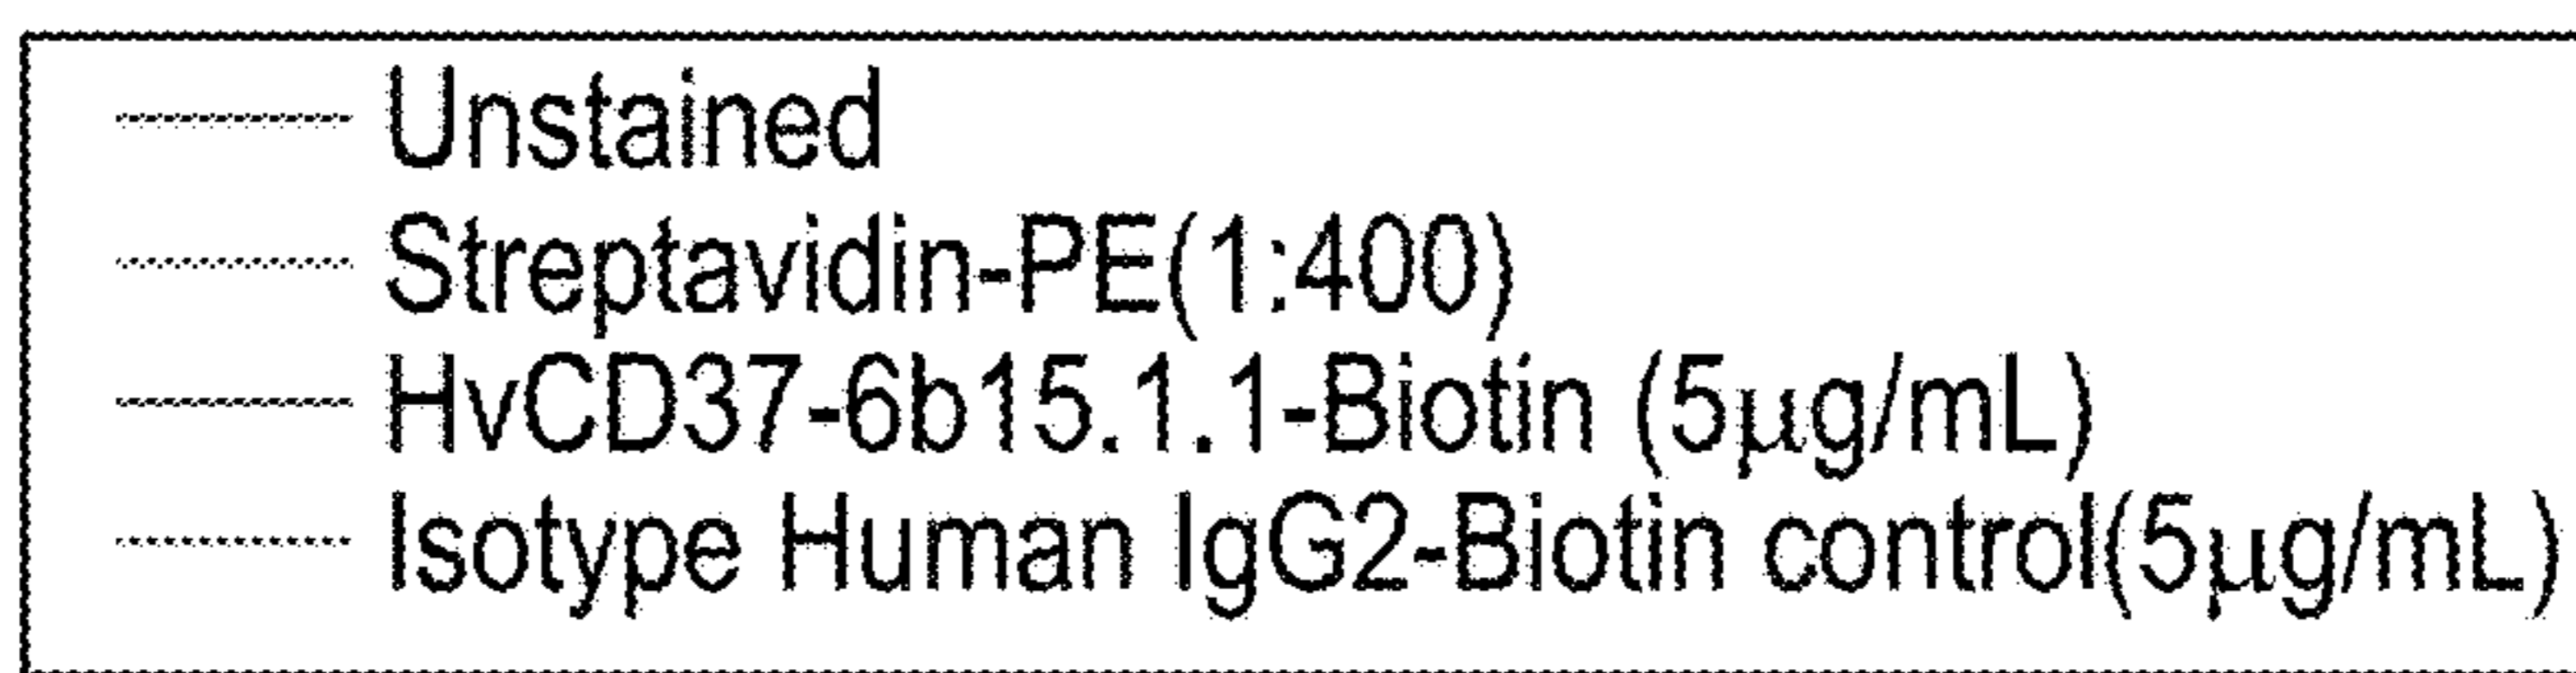 Unstained
Streptavidin-PE(1:400)
HvCD37-6b15.1.1-Biotin (5μg/mL)
Isotype Human IgG2-Biotin control(5μg/mL)